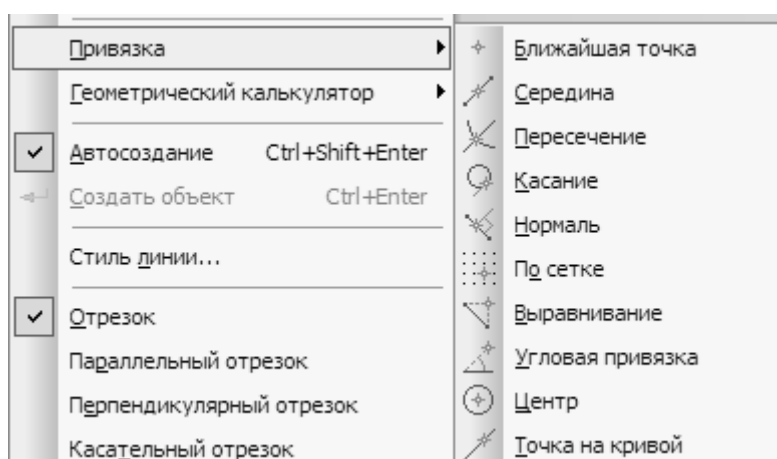 Привязка
Геометрический калькулятор
Автосоздание Ctrl+Shift+Enter
Создать объект Ctrl+Enter
Стиль линии...
Отрезок
Параллельный отрезок
Перпендикулярный отрезок
Касательный отрезок
Ближайшая точка
Середина
Пересечение
Касание
Нормаль
По сетке
Выравнивание
Угловая привязка
Центр
Точка на кривой